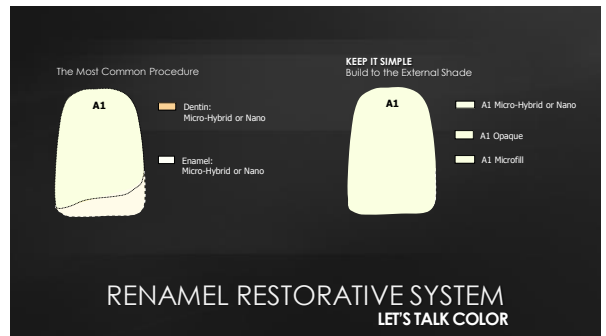 The Most Common Procedure
A1
Dentin:
Micro-Hybrid or Nano
Enamel:
Micro-Hybrid or Nano
KEEP IT SIMPLE
Build to the External Shade
A1
A1 Micro-Hybrid or Nano
A1 Opaque
A1 Microfill
RENAMEL RESTORATIVE SYSTEM
LET'S TALK COLOR